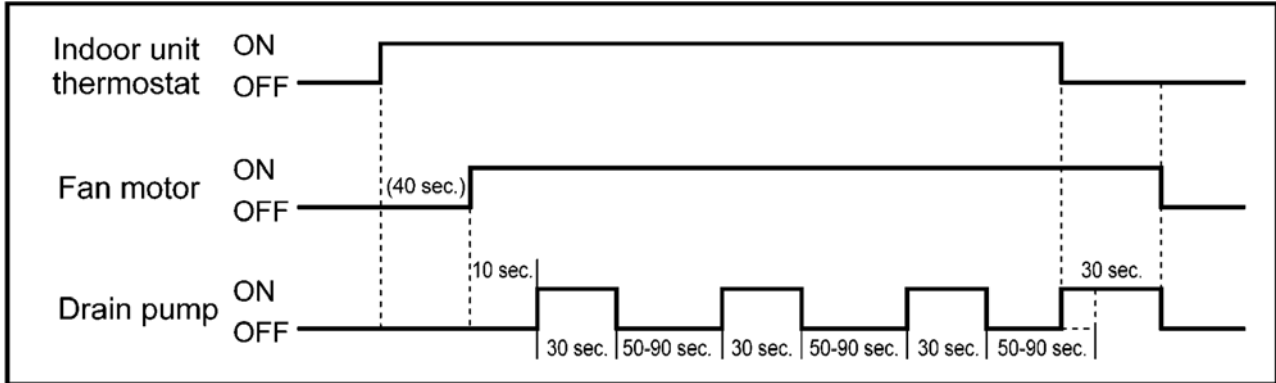 Indoor unit
thermostat
ON
OFF
Fan motor
ON
OFF
(40 sec.)
Drain pump
ON
OFF
10 sec.
30 sec.
30 sec. 50-90 sec. 30 sec. 50-90 sec. 30 sec. 50-90 sec.